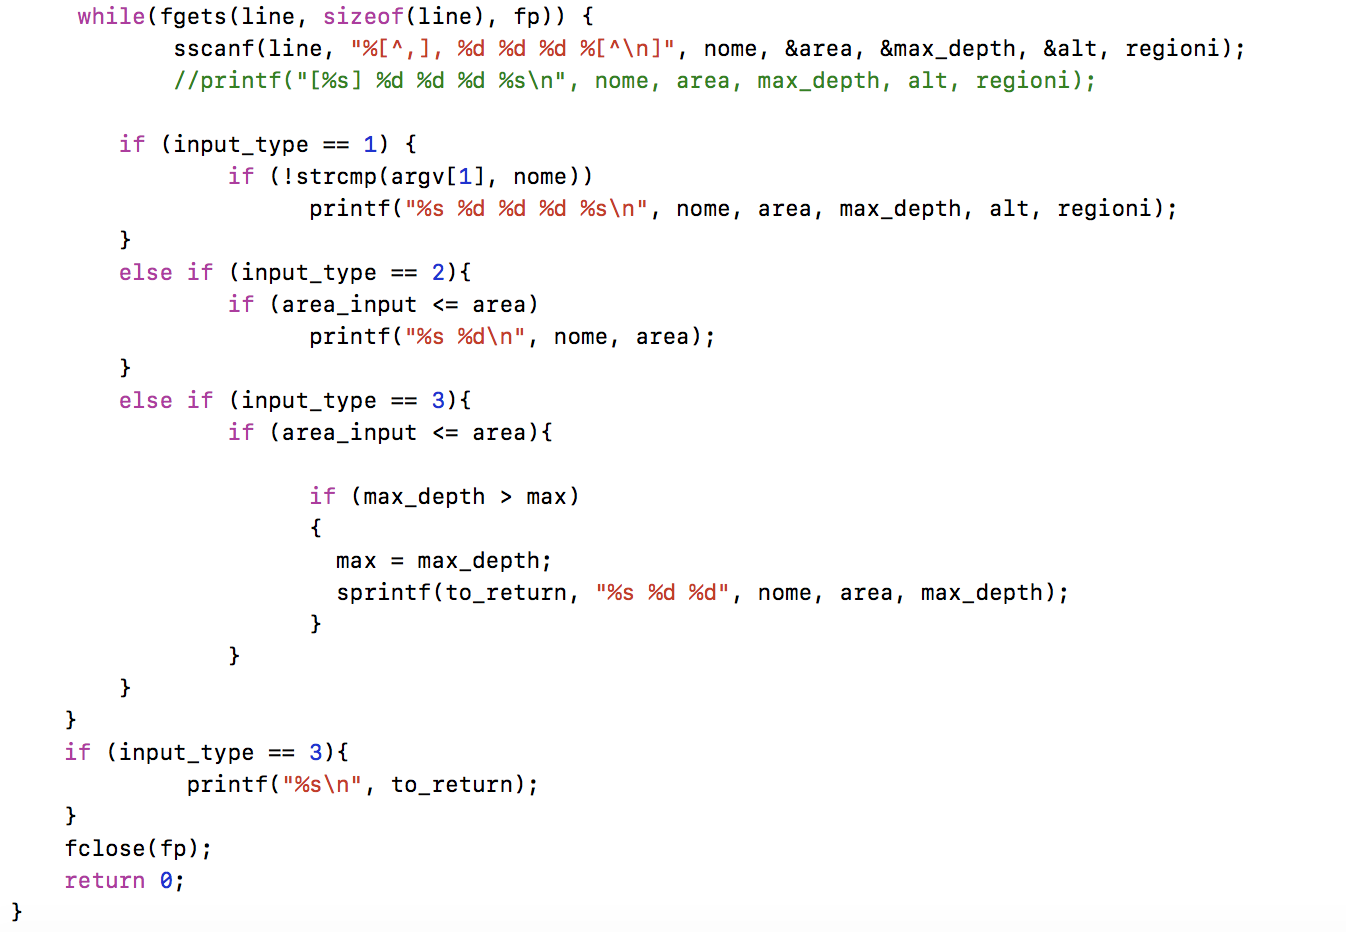 while(fgets(line, sizeof(line), fp)) {
sscanf(line, "%[^,], %d %d %d %[^\n]", nome, &area, &max_depth, &alt, regioni);
//printf("[%s] %d %d %d %s\n", nome, area, max_depth, alt, regioni);
if (input_type == 1) {
if (!strcmp(argv[1], nome))
printf("%s %d %d %d %s\n", nome, area, max_depth, alt, regioni);
}
else if (input_type == 2){
if (area_input <= area)
printf("%s %d\n", nome, area);
}
else if (input_type == 3){
if (area_input <= area){
if (max_depth > max)
{
max = max_depth;
sprintf(to_return, "%s %d %d", nome, area, max_depth);
}
}
}
}
if (input_type == 3){
printf("%s\n", to_return);
}
fclose(fp);
return 0;
}